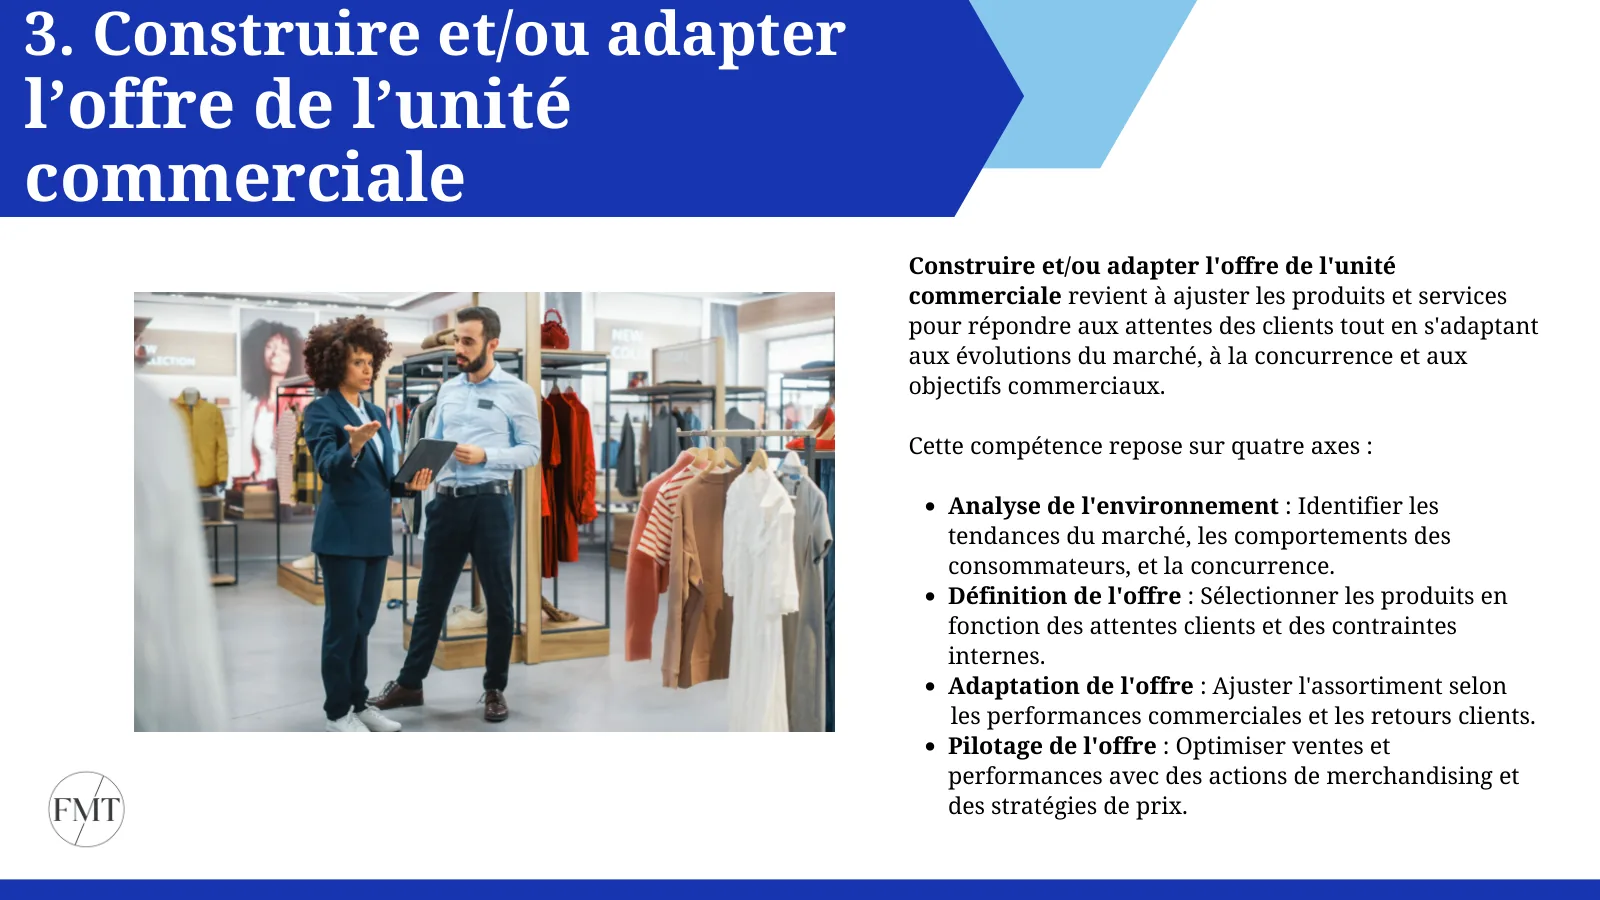 3. Construire et/ou adapter
l’offre de l’unité
commerciale
Construire et/ou adapter l'offre de l'unité
commerciale revient à ajuster les produits et services
pour répondre aux attentes des clients tout en s'adaptant
aux évolutions du marché, à la concurrence et aux
objectifs commerciaux.
Cette compétence repose sur quatre axes :
• Analyse de l'environnement : Identifier les
tendances du marché, les comportements des
consommateurs, et la concurrence.
• Définition de l'offre : Sélectionner les produits en
fonction des attentes clients et des contraintes
internes.
• Adaptation de l'offre : Ajuster l'assortiment selon
les performances commerciales et les retours clients.
• Pilotage de l'offre : Optimiser ventes et
performances avec des actions de merchandising et
des stratégies de prix.
NEW
FMT